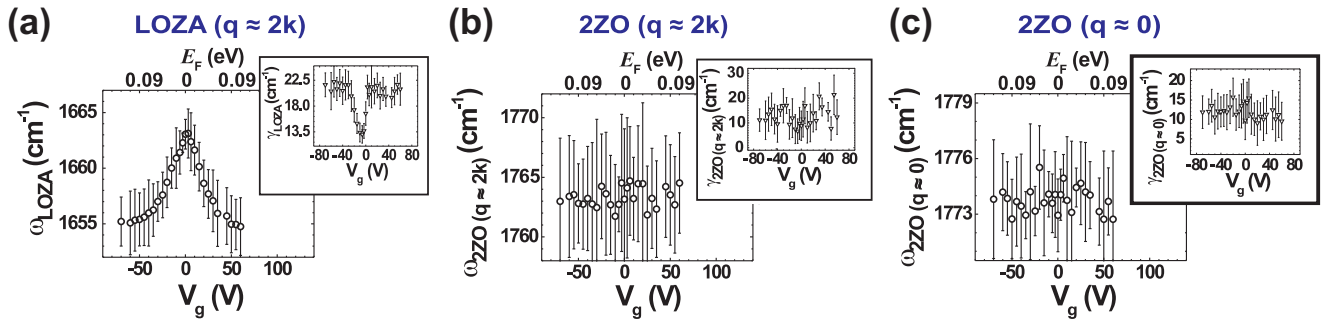 (a) LOZA (q ≈ 2k)
E_F (eV)
0.09 0 0.09
ω_LOZA (cm⁻¹)
1665
1660
1655
-50 0 50 100
V_g (V)
γ_LOZA (cm⁻¹)
22.5
18.0
13.5
-80 -40 0 40 80
V_g (V)
(b) 2ZO (q ≈ 2k)
E_F (eV)
0.09 0 0.09
ω_2ZO (q ≈ 2k) (cm⁻¹)
1770
1765
1760
-50 0 50 100
V_g (V)
γ_2ZO (q ≈ 2k) (cm⁻¹)
30
20
10
0
-80 -40 0 40 80
V_g (V)
(c) 2ZO (q ≈ 0)
E_F (eV)
0.09 0 0.09
ω_2ZO (q ≈ 0) (cm⁻¹)
1779
1776
1773
-50 0 50 100
V_g (V)
γ_2ZO (q ≈ 0) (cm⁻¹)
20
15
10
5
-80 -40 0 40 80
V_g (V)